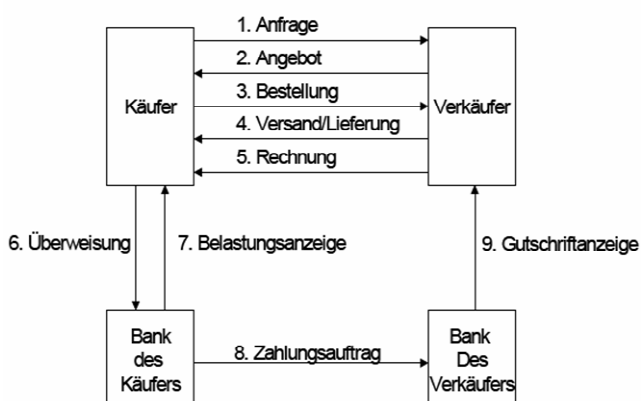 1. Anfrage
2. Angebot
Käufer
3. Bestellung
Verkäufer
4. Versand/Lieferung
5. Rechnung
6. Überweisung
7. Belastungsanzeige
9. Gutschriftanzeige
Bank
des
Käufers
8. Zahlungsauftrag
Bank
Des
Verkäufers